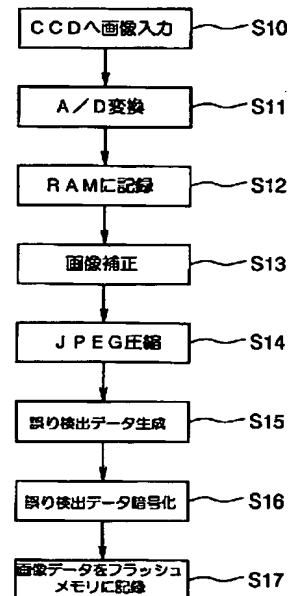 CCDへ画像入力 S10
A/D変換 S11
RAMに記録 S12
画像補正 S13
JPEG圧縮 S14
誤り検出データ生成 S15
誤り検出データ暗号化 S16
画像データをフラッシュ
メモリに記録 S17